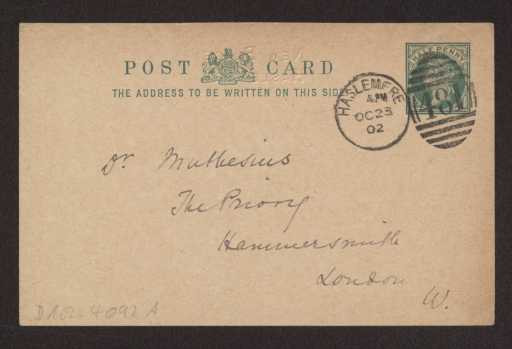 POST CARD
THE ADDRESS TO BE WRITTEN ON THIS SIDE
HALFPENNY
HASLEMERE
OC 23
02
Dr. Muthesius
The Priory
Hammersmith
London
W.